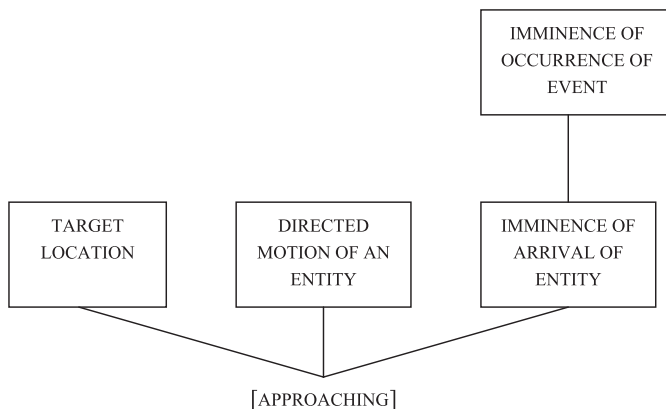 IMMINENCE OF
OCCURRENCE OF
EVENT
TARGET
LOCATION
DIRECTED
MOTION OF AN
ENTITY
IMMINENCE OF
ARRIVAL OF
ENTITY
[APPROACHING]